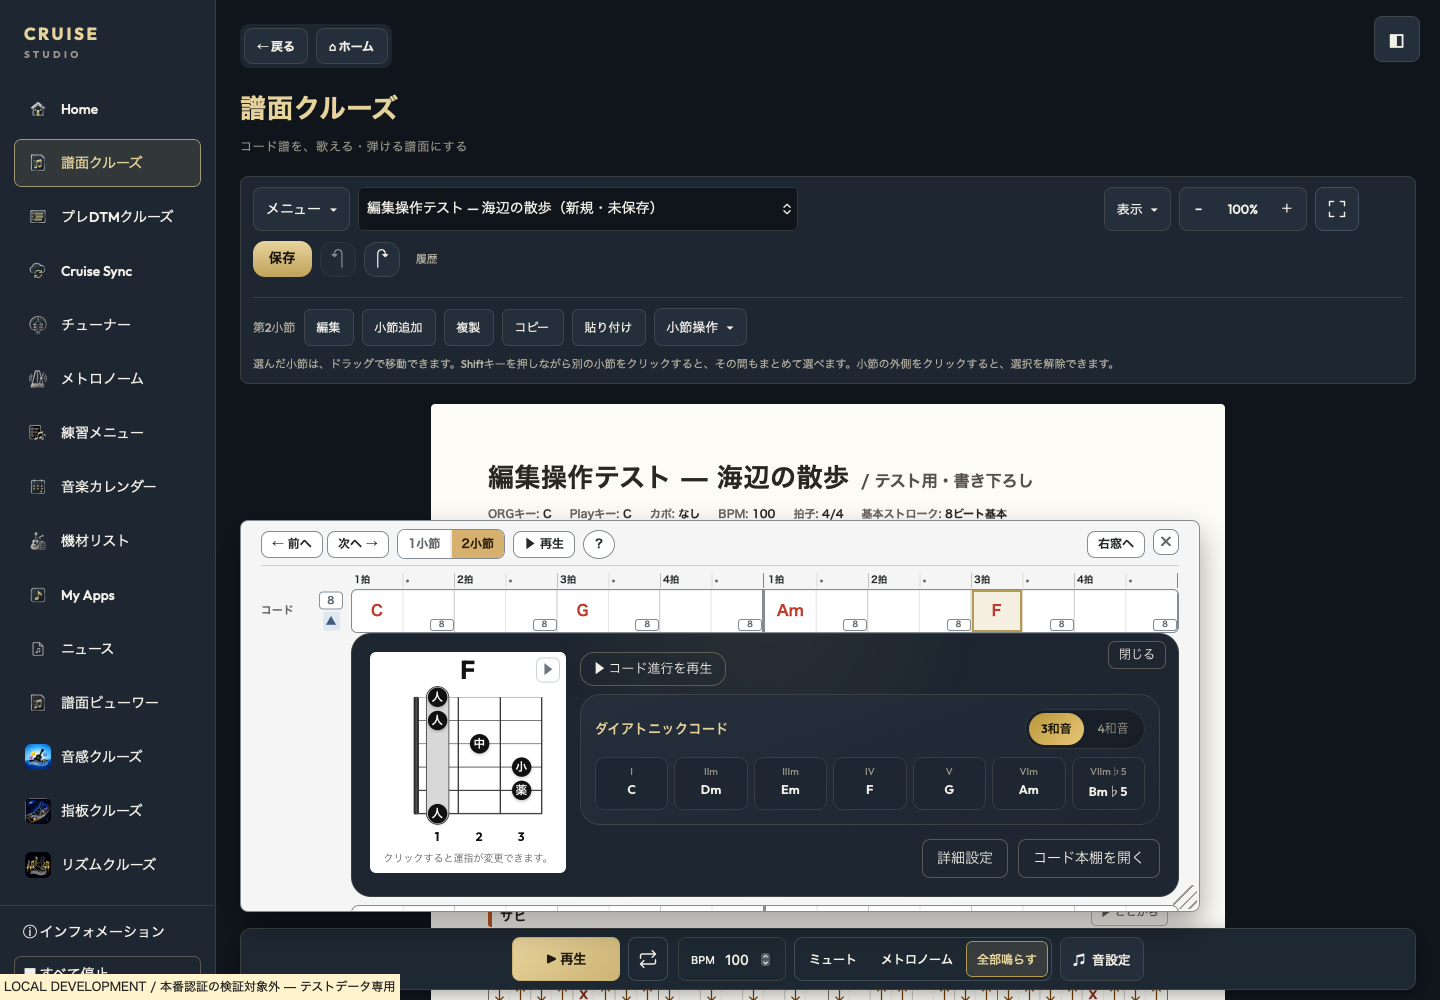 CRUISE
STUDIO
Home
譜面クルーズ
プレDTMクルーズ
Cruise Sync
チューナー
メトロノーム
練習メニュー
音楽カレンダー
機材リスト
My Apps
ニュース
譜面ビューワー
音感クルーズ
指板クルーズ
リズムクルーズ
ⓘインフォメーション
■ すべて停止
LOCAL DEVELOPMENT / 本番認証の検証対象外 — テストデータ専用
←戻る ⌂ホーム
譜面クルーズ
コード譜を、歌える・弾ける譜面にする
メニュー 編集操作テスト — 海辺の散歩（新規・未保存） 表示 - 100% +
保存 履歴
第2小節 編集 小節追加 複製 コピー 貼り付け 小節操作
選んだ小節は、ドラッグで移動できます。Shiftキーを押しながら別の小節をクリックすると、その間もまとめて選べます。小節の外側をクリックすると、選択を解除できます。
編集操作テスト — 海辺の散歩 / テスト用・書き下ろし
ORGキー: C Playキー: C カポ: なし BPM: 100 拍子: 4/4 基本ストローク: 8ビート基本
← 前へ 次へ → 1小節 2小節 ▶ 再生 ? 右窓へ ✕
1拍 • 2拍 • 3拍 • 4拍 • 1拍 • 2拍 • 3拍 • 4拍 •
コード 8 C G Am F
▲ 8 8 8 8 8 8 8 8
F ▶
人
人
中
小
薬
人
1 2 3
クリックすると運指が変更できます。
▶ コード進行を再生 閉じる
ダイアトニックコード 3和音 4和音
I IIm IIIm IV V VIm VIIm♭5
C Dm Em F G Am Bm♭5
詳細設定 コード本棚を開く
サビ ▶ ここから
▶ 再生 BPM 100 ミュート メトロノーム 全部鳴らす ♫ 音設定
x x